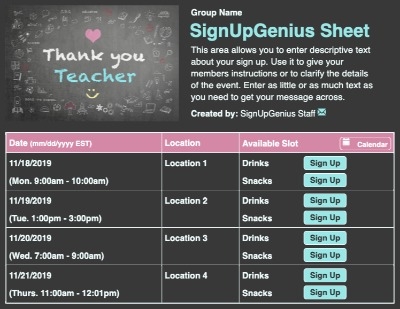 Thank you
Teacher
Group Name
SignUpGenius Sheet
This area allows you to enter descriptive text
about your sign up. Use it to give your
members instructions or to clarify the details
of the event. Enter as little or as much text as
you need to get your message across.
Created by: SignUpGenius Staff
Date (mm/dd/yyyy EST) Location Available Slot Calendar
11/18/2019 Location 1 Drinks Sign Up
(Mon. 9:00am - 10:00am) Snacks Sign Up
11/19/2019 Location 2 Drinks Sign Up
(Tue. 1:00pm - 3:00pm) Snacks Sign Up
11/20/2019 Location 3 Drinks Sign Up
(Wed. 7:00am - 9:00am) Snacks Sign Up
11/21/2019 Location 4 Drinks Sign Up
(Thurs. 11:00am - 12:01pm) Snacks Sign Up